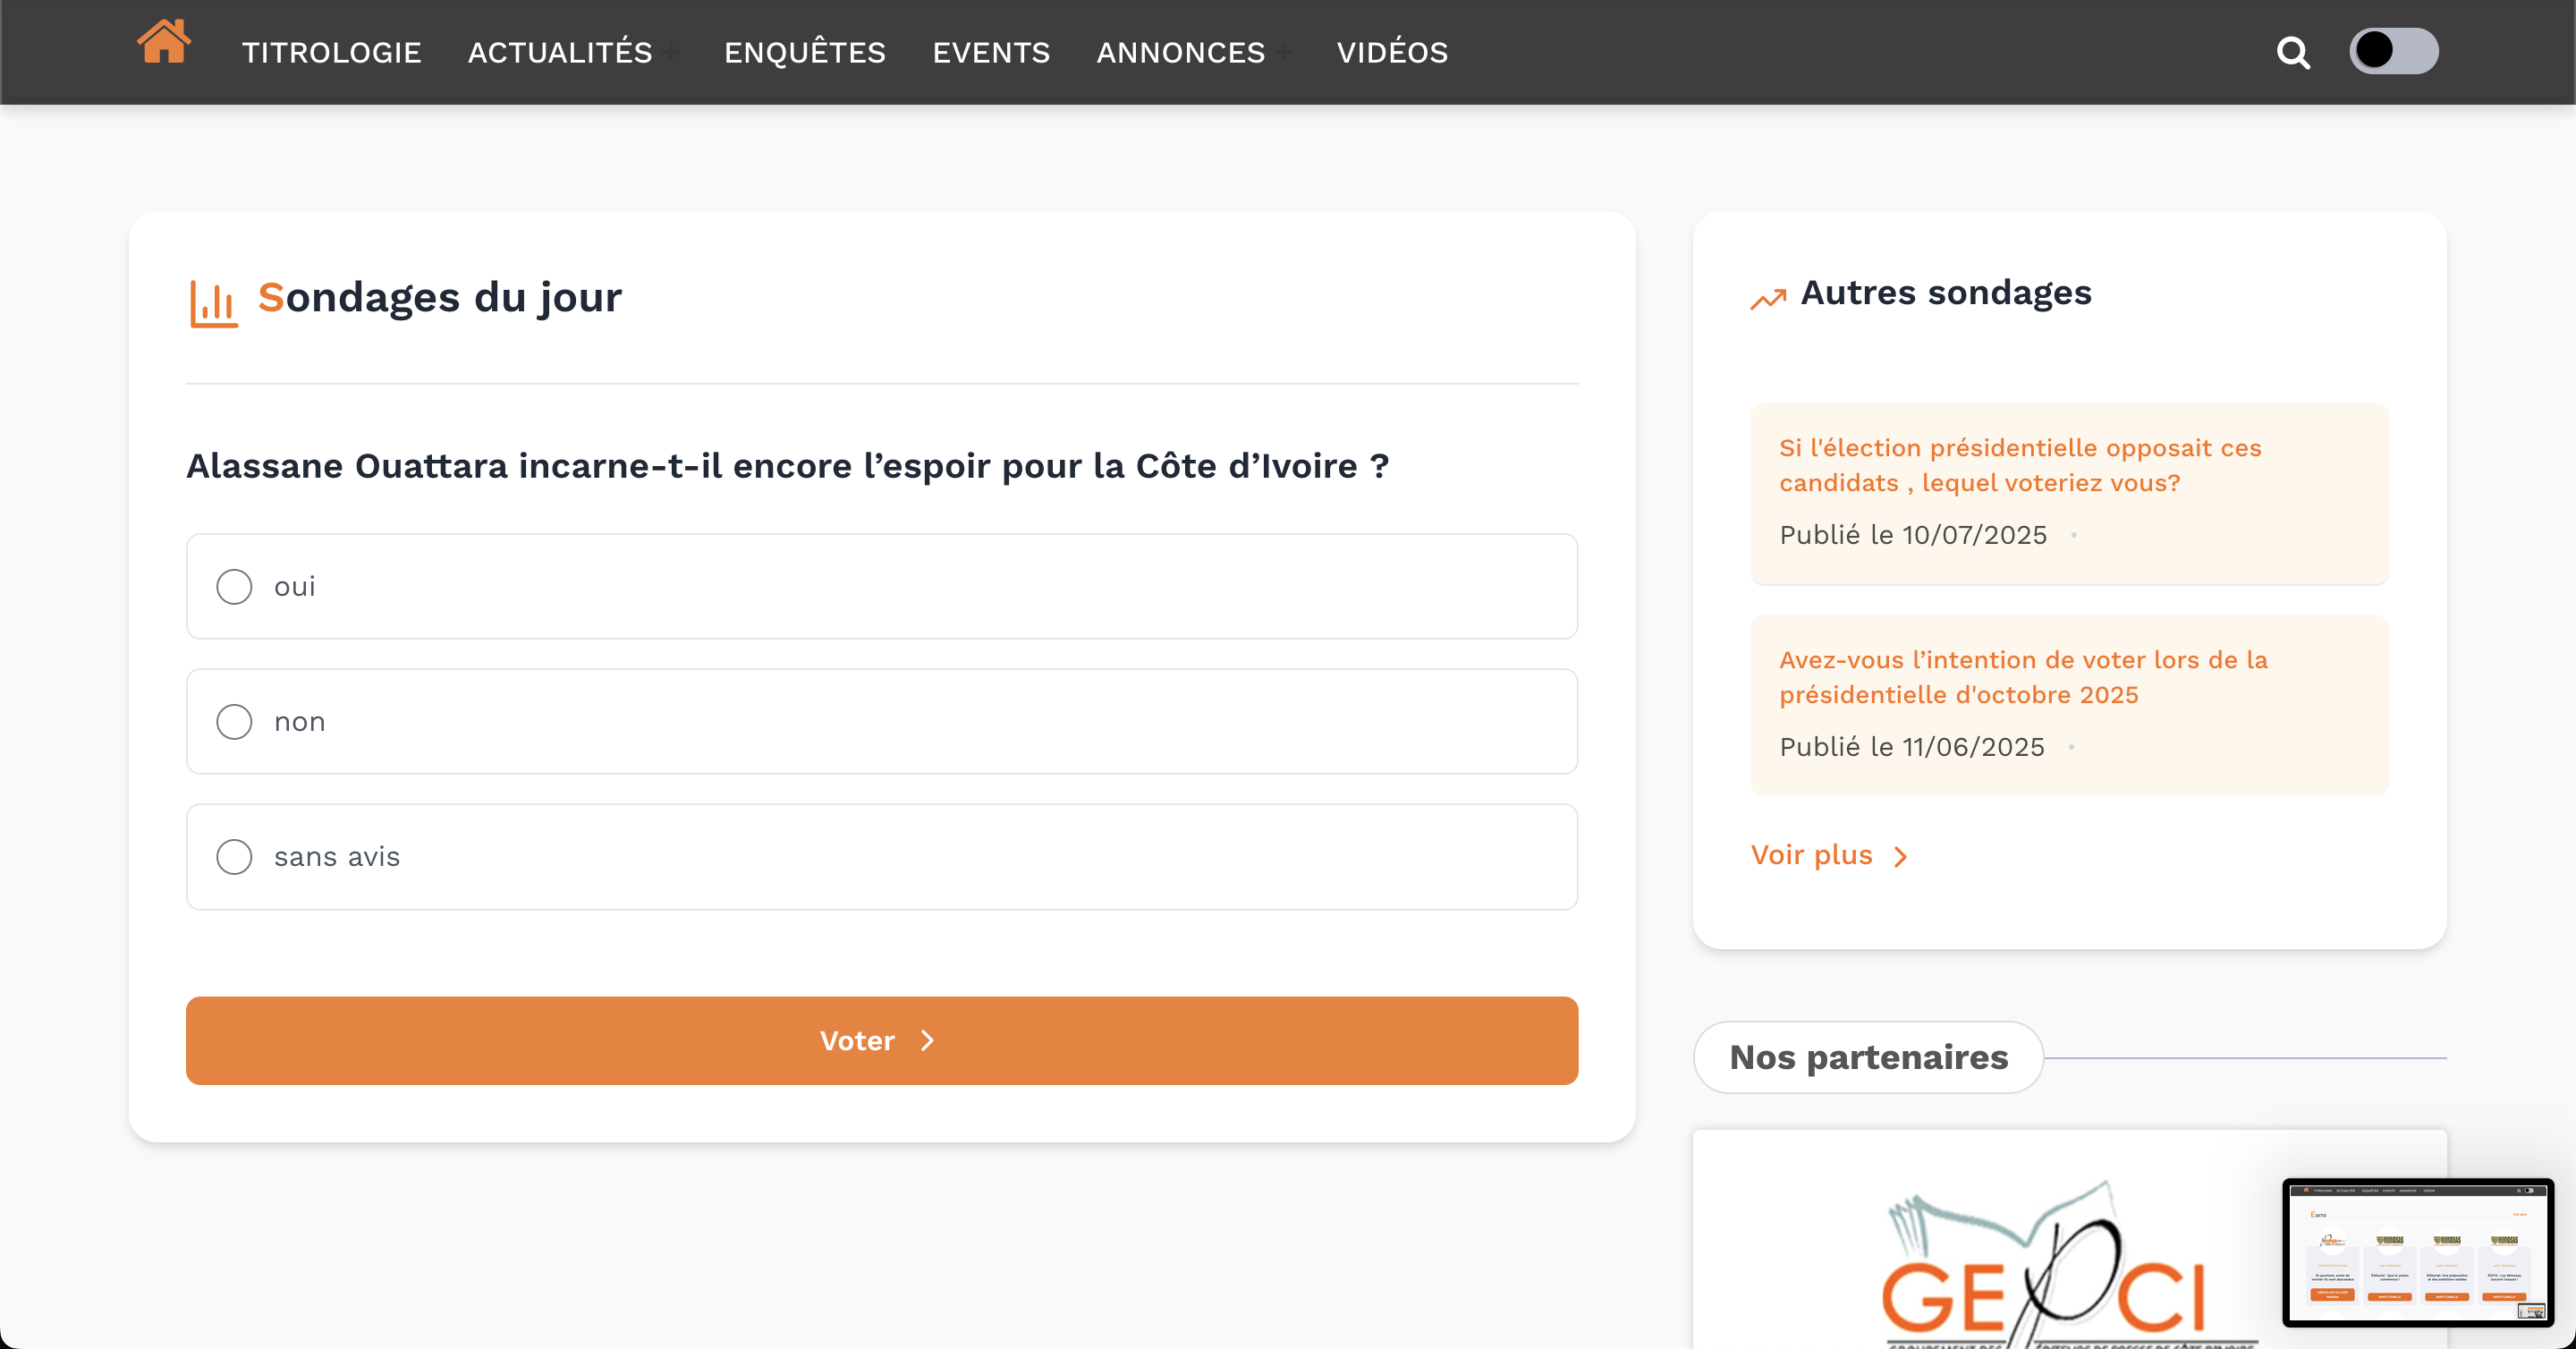 TITROLOGIE ACTUALITÉS + ENQUÊTES EVENTS ANNONCES + VIDÉOS
Sondages du jour
Alassane Ouattara incarne-t-il encore l’espoir pour la Côte d’Ivoire ?
oui
non
sans avis
Voter
Autres sondages
Si l'élection présidentielle opposait ces
candidats , lequel voteriez vous?
Publié le 10/07/2025
Avez-vous l’intention de voter lors de la
présidentielle d'octobre 2025
Publié le 11/06/2025
Voir plus
Nos partenaires
GEPCI